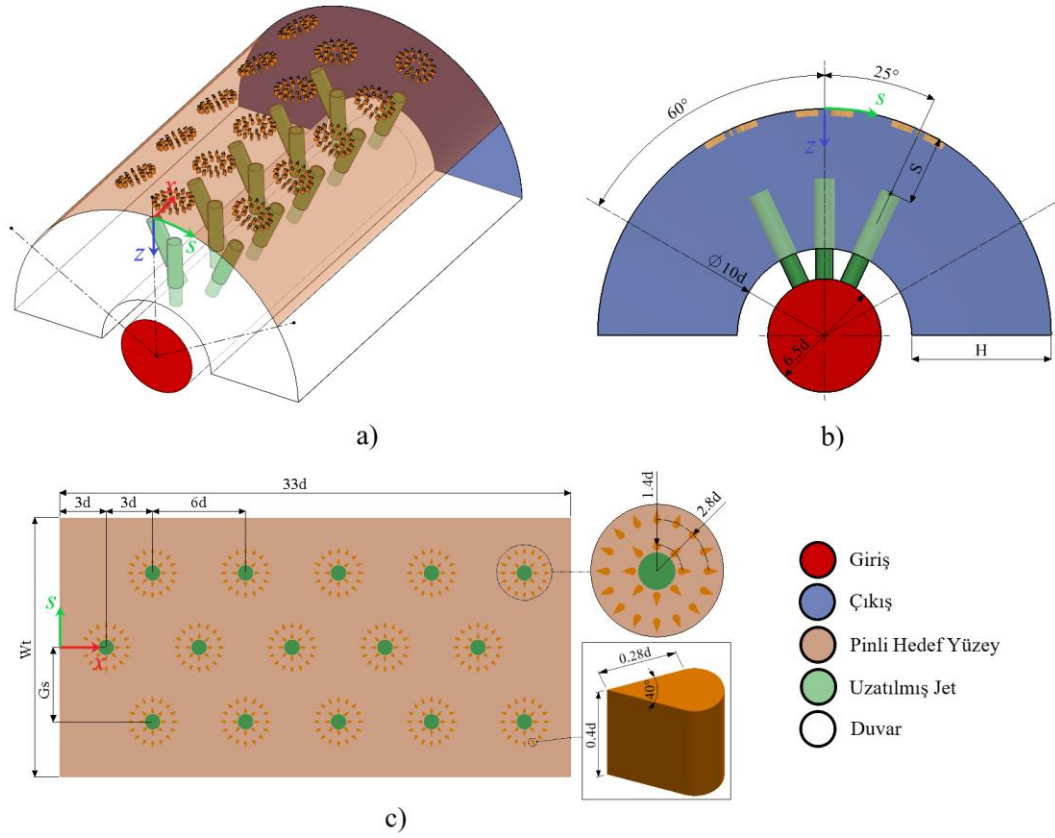 x
s
z
a)
60°
25°
s
z
S
Ø10d
6.5d
H
b)
33d
3d
3d
6d
1.4d
2.8d
Wt
s
x
Gs
0.28d
40°
0.4d
c)
Giriş
Çıkış
Pinli Hedef Yüzey
Uzatılmış Jet
Duvar